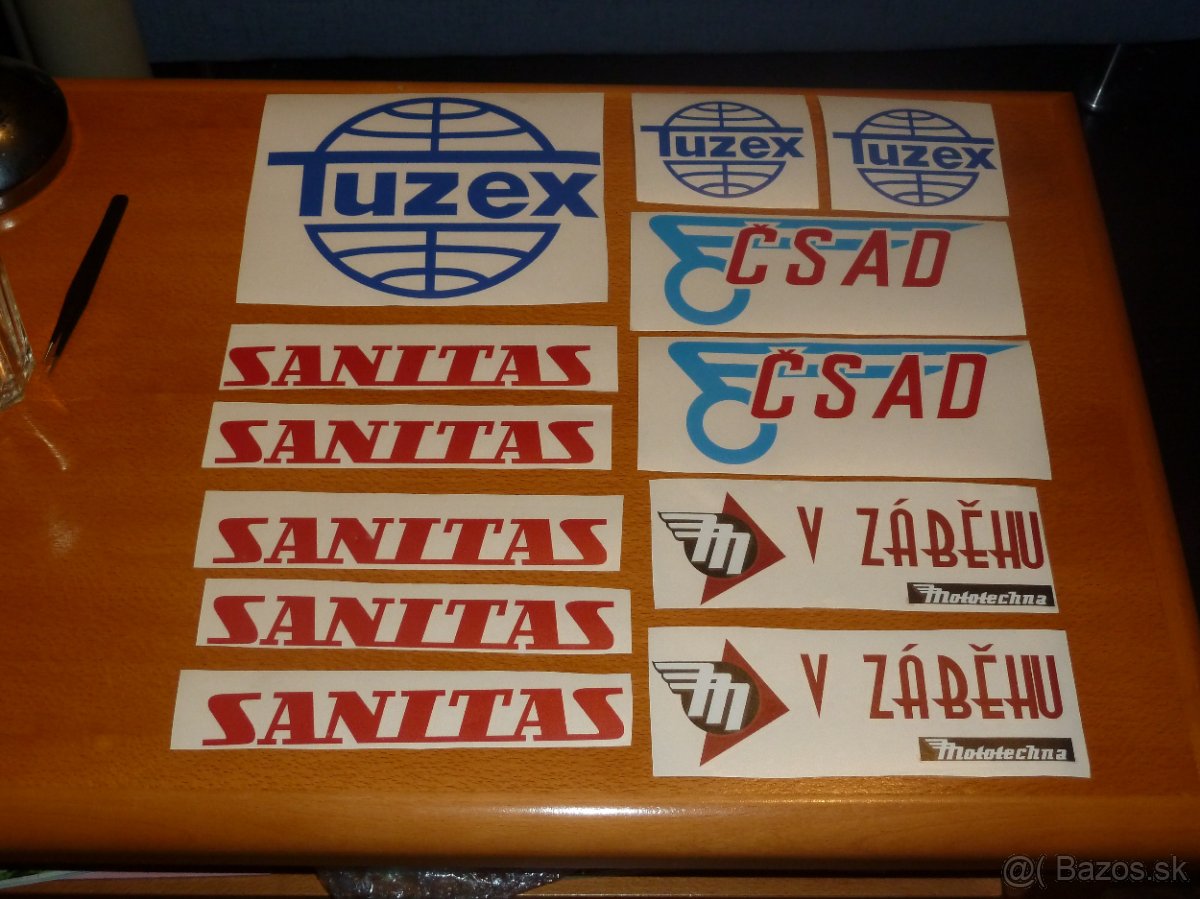 Tuzex
Tuzex
Tuzex
ČSAD
ČSAD
SANITAS
SANITAS
SANITAS
SANITAS
SANITAS
M V ZÁBĚHU
Mototechna
M V ZÁBĚHU
Mototechna
@( Bazos.sk